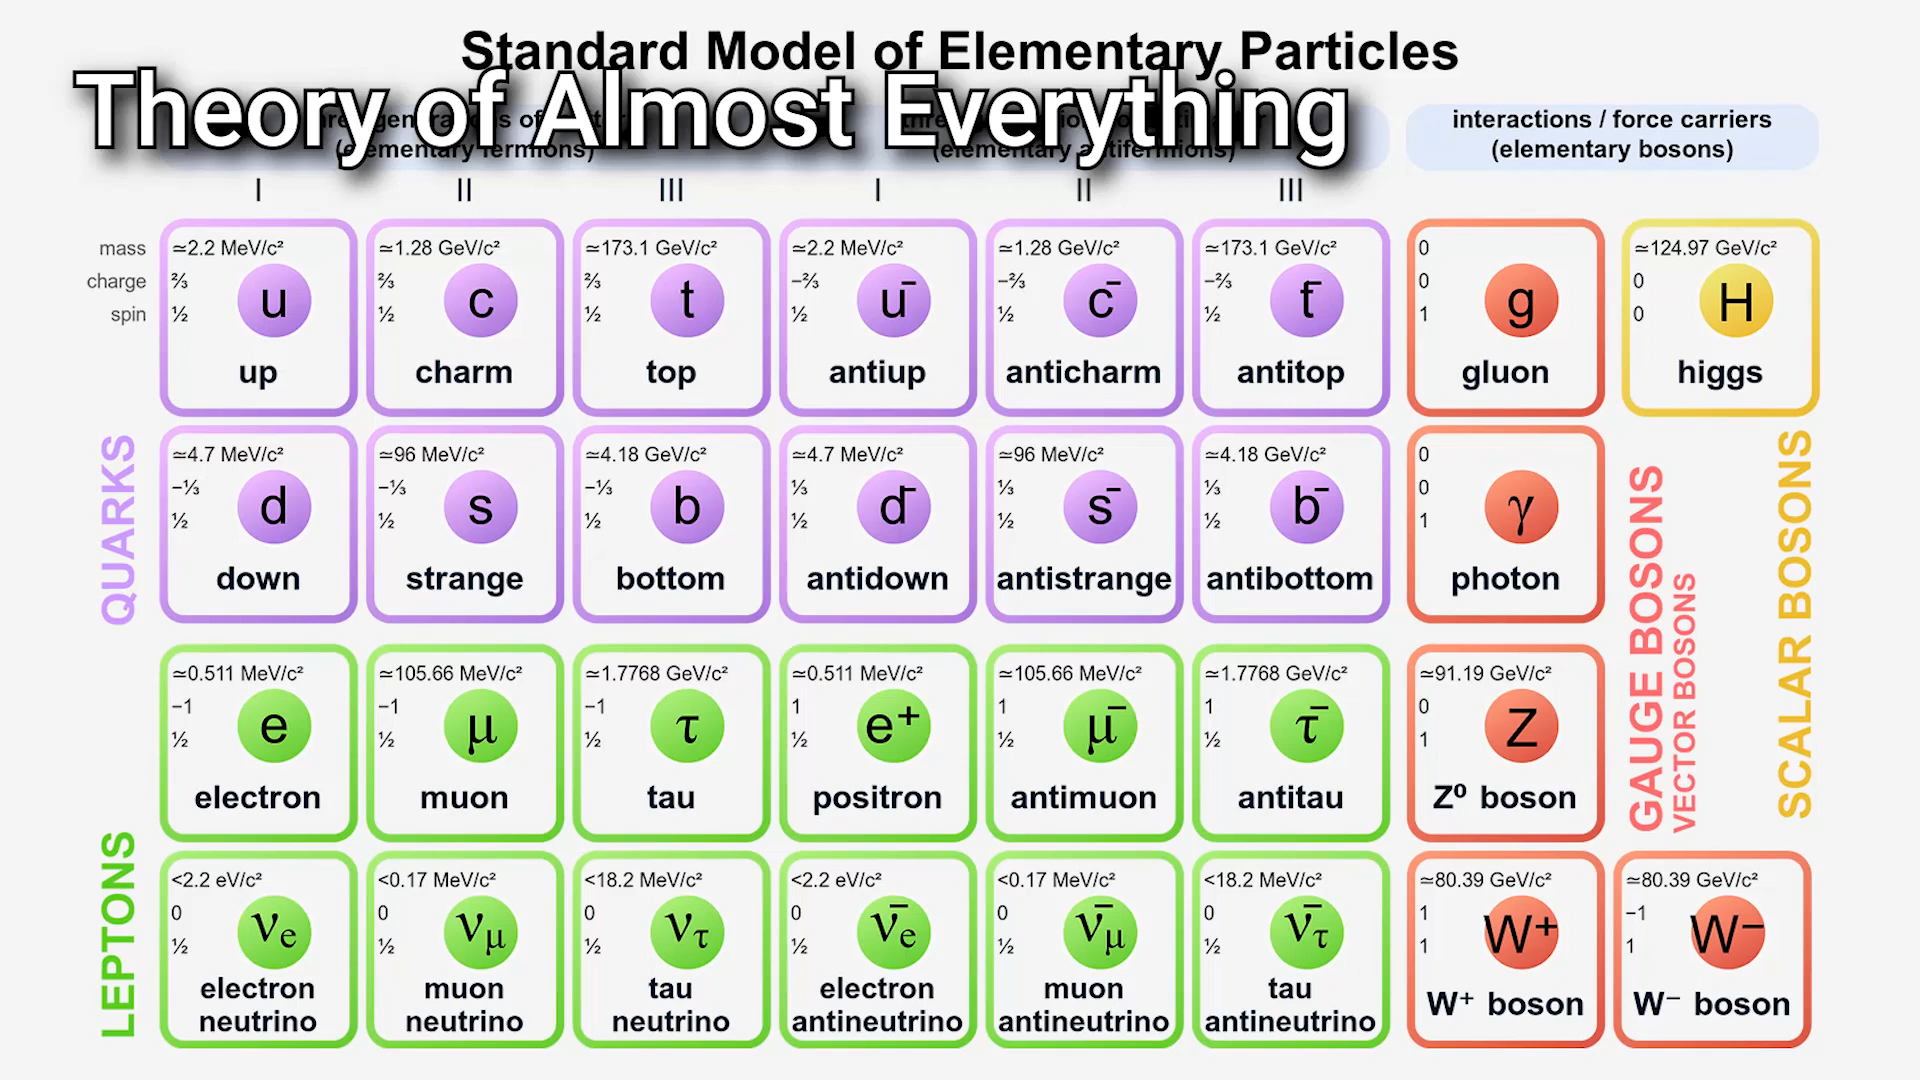 Standard Model of Elementary Particles
Theory of Almost Everything
interactions / force carriers
(elementary fermions)
(elementary antifermions)
(elementary bosons)
I II III I II III
mass ≃2.2 MeV/c² ≃1.28 GeV/c² ≃173.1 GeV/c² ≃2.2 MeV/c² ≃1.28 GeV/c² ≃173.1 GeV/c² 0 ≃124.97 GeV/c²
charge ⅔ ⅔ ⅔ −⅔ −⅔ −⅔ 0 0
spin ½ ½ ½ ½ ½ ½ 1 0
u c t u̅ c̅ t̅ g H
up charm top antiup anticharm antitop gluon higgs
QUARKS
≃4.7 MeV/c² ≃96 MeV/c² ≃4.18 GeV/c² ≃4.7 MeV/c² ≃96 MeV/c² ≃4.18 GeV/c² 0
−⅓ −⅓ −⅓ ⅓ ⅓ ⅓ 0
½ ½ ½ ½ ½ ½ 1
d s b d̅ s̅ b̅ γ
down strange bottom antidown antistrange antibottom photon
GAUGE BOSONS
VECTOR BOSONS
SCALAR BOSONS
≃0.511 MeV/c² ≃105.66 MeV/c² ≃1.7768 GeV/c² ≃0.511 MeV/c² ≃105.66 MeV/c² ≃1.7768 GeV/c² ≃91.19 GeV/c²
−1 −1 −1 1 1 1 0
½ ½ ½ ½ ½ ½ 1
e μ τ e⁺ μ̅ τ̅ Z
electron muon tau positron antimuon antitau Z⁰ boson
LEPTONS
<2.2 eV/c² <0.17 MeV/c² <18.2 MeV/c² <2.2 eV/c² <0.17 MeV/c² <18.2 MeV/c² ≃80.39 GeV/c² ≃80.39 GeV/c²
0 0 0 0 0 0 1 −1
½ ½ ½ ½ ½ ½ 1 1
νe νμ ντ ν̅e ν̅μ ν̅τ W⁺ W⁻
electron muon tau electron muon tau W⁺ boson W⁻ boson
neutrino neutrino neutrino antineutrino antineutrino antineutrino